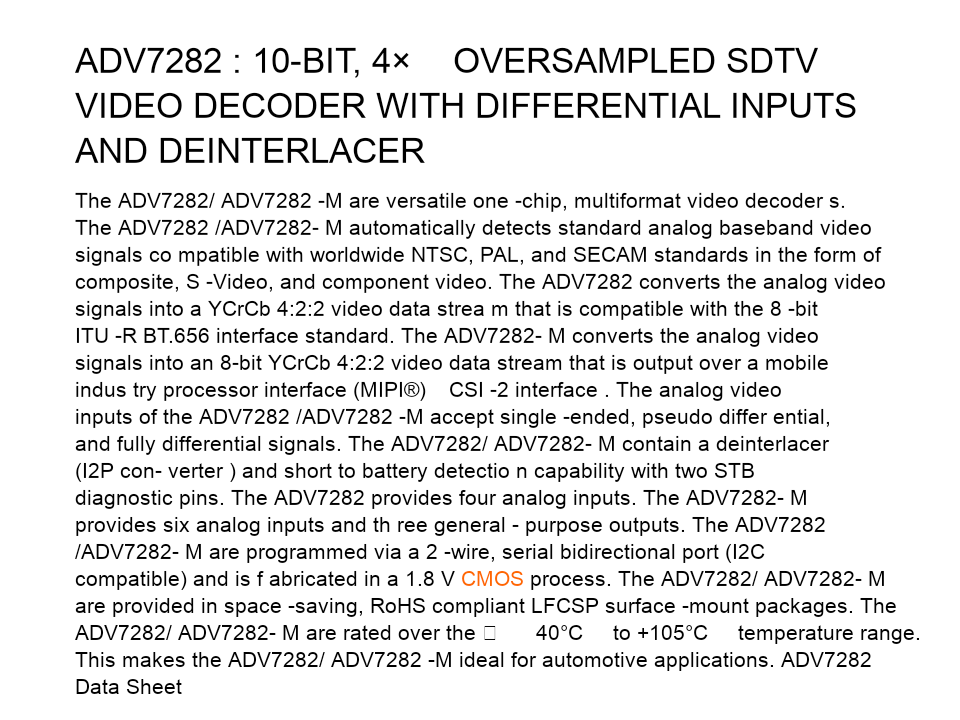 ADV7282 : 10-BIT, 4× OVERSAMPLED SDTV
VIDEO DECODER WITH DIFFERENTIAL INPUTS
AND DEINTERLACER
The ADV7282/ ADV7282 -M are versatile one -chip, multiformat video decoder s.
The ADV7282 /ADV7282- M automatically detects standard analog baseband video
signals co mpatible with worldwide NTSC, PAL, and SECAM standards in the form of
composite, S -Video, and component video. The ADV7282 converts the analog video
signals into a YCrCb 4:2:2 video data strea m that is compatible with the 8 -bit
ITU -R BT.656 interface standard. The ADV7282- M converts the analog video
signals into an 8-bit YCrCb 4:2:2 video data stream that is output over a mobile
indus try processor interface (MIPI®) CSI -2 interface . The analog video
inputs of the ADV7282 /ADV7282 -M accept single -ended, pseudo differ ential,
and fully differential signals. The ADV7282/ ADV7282- M contain a deinterlacer
(I2P con- verter ) and short to battery detectio n capability with two STB
diagnostic pins. The ADV7282 provides four analog inputs. The ADV7282- M
provides six analog inputs and th ree general - purpose outputs. The ADV7282
/ADV7282- M are programmed via a 2 -wire, serial bidirectional port (I2C
compatible) and is f abricated in a 1.8 V CMOS process. The ADV7282/ ADV7282- M
are provided in space -saving, RoHS compliant LFCSP surface -mount packages. The
ADV7282/ ADV7282- M are rated over the 40°C to +105°C temperature range.
This makes the ADV7282/ ADV7282 -M ideal for automotive applications. ADV7282
Data Sheet